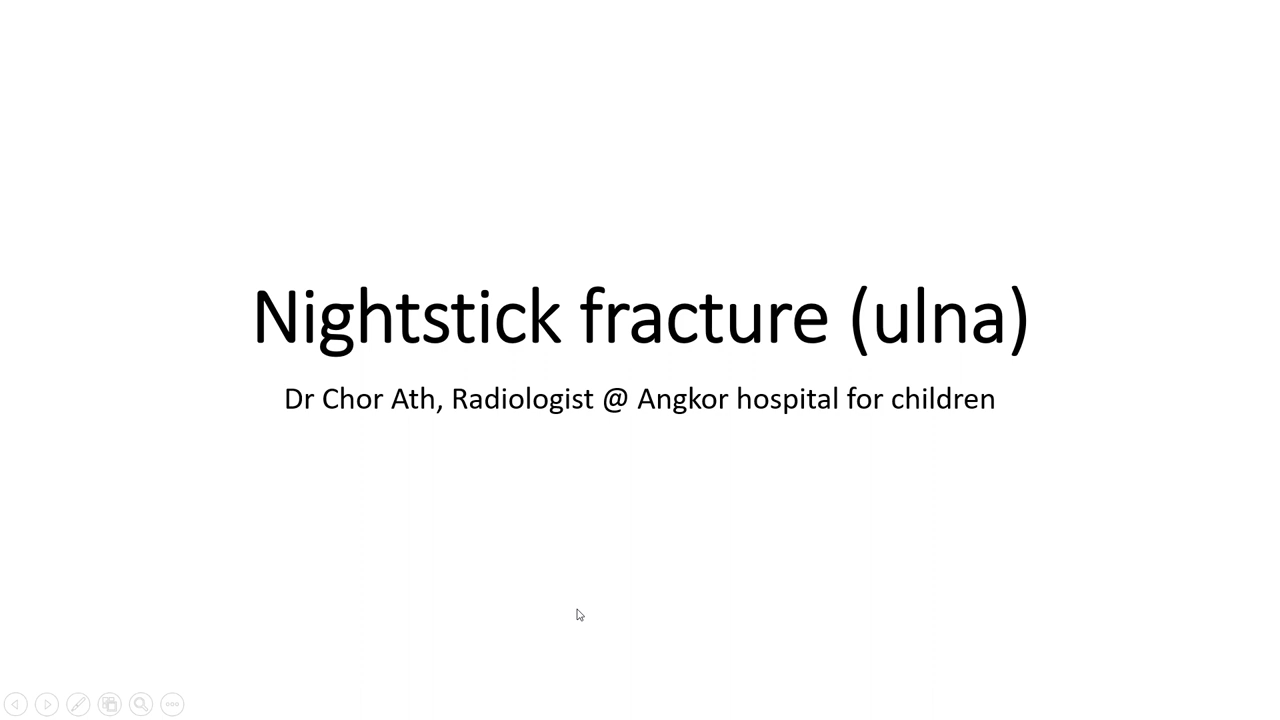 Nightstick fracture (ulna)
Dr Chor Ath, Radiologist @ Angkor hospital for children